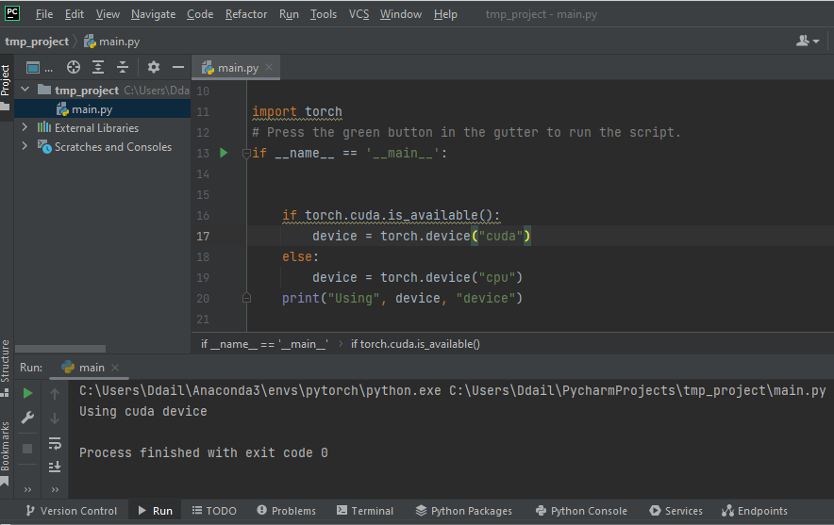 PC File Edit View Navigate Code Refactor Run Tools VCS Window Help tmp_project - main.py
tmp_project main.py
Project
...
main.py
tmp_project C:\Users\Ddai
main.py
External Libraries
Scratches and Consoles
10
11 import torch
12 # Press the green button in the gutter to run the script.
13 if __name__ == '__main__':
14
15
16 if torch.cuda.is_available():
17 device = torch.device("cuda")
18 else:
19 device = torch.device("cpu")
20 print("Using", device, "device")
21
if __name__ == '__main__' › if torch.cuda.is_available()
Structure
Bookmarks
Run: main
C:\Users\Ddail\Anaconda3\envs\pytorch\python.exe C:\Users\Ddail\PycharmProjects\tmp_project\main.py
Using cuda device
Process finished with exit code 0
Version Control Run TODO Problems Terminal Python Packages Python Console Services Endpoints